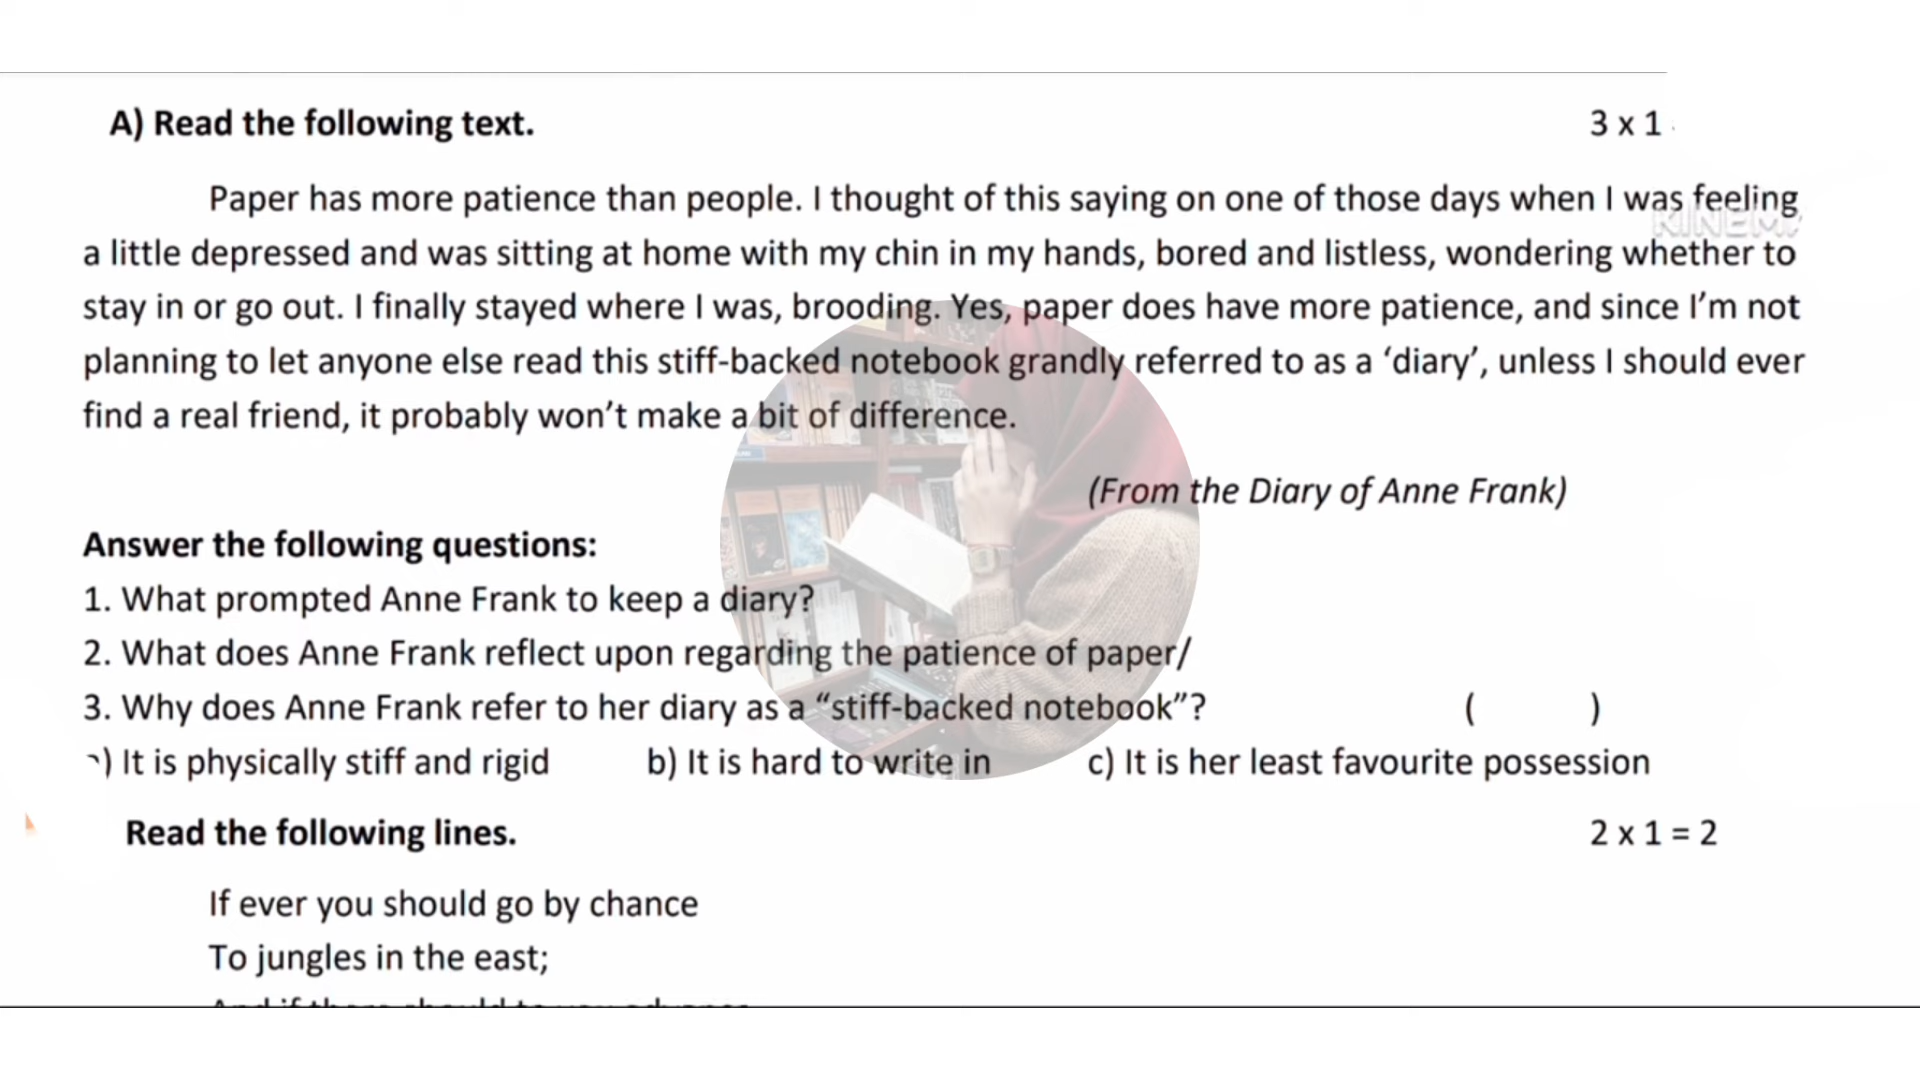 A) Read the following text. 3 x 1
Paper has more patience than people. I thought of this saying on one of those days when I was feeling
KINEM
a little depressed and was sitting at home with my chin in my hands, bored and listless, wondering whether to
stay in or go out. I finally stayed where I was, brooding. Yes, paper does have more patience, and since I’m not
planning to let anyone else read this stiff-backed notebook grandly referred to as a ‘diary’, unless I should ever
find a real friend, it probably won’t make a bit of difference.
(From the Diary of Anne Frank)
Answer the following questions:
1. What prompted Anne Frank to keep a diary?
2. What does Anne Frank reflect upon regarding the patience of paper/
3. Why does Anne Frank refer to her diary as a “stiff-backed notebook”? ( )
) It is physically stiff and rigid b) It is hard to write in c) It is her least favourite possession
Read the following lines. 2 x 1 = 2
If ever you should go by chance
To jungles in the east;